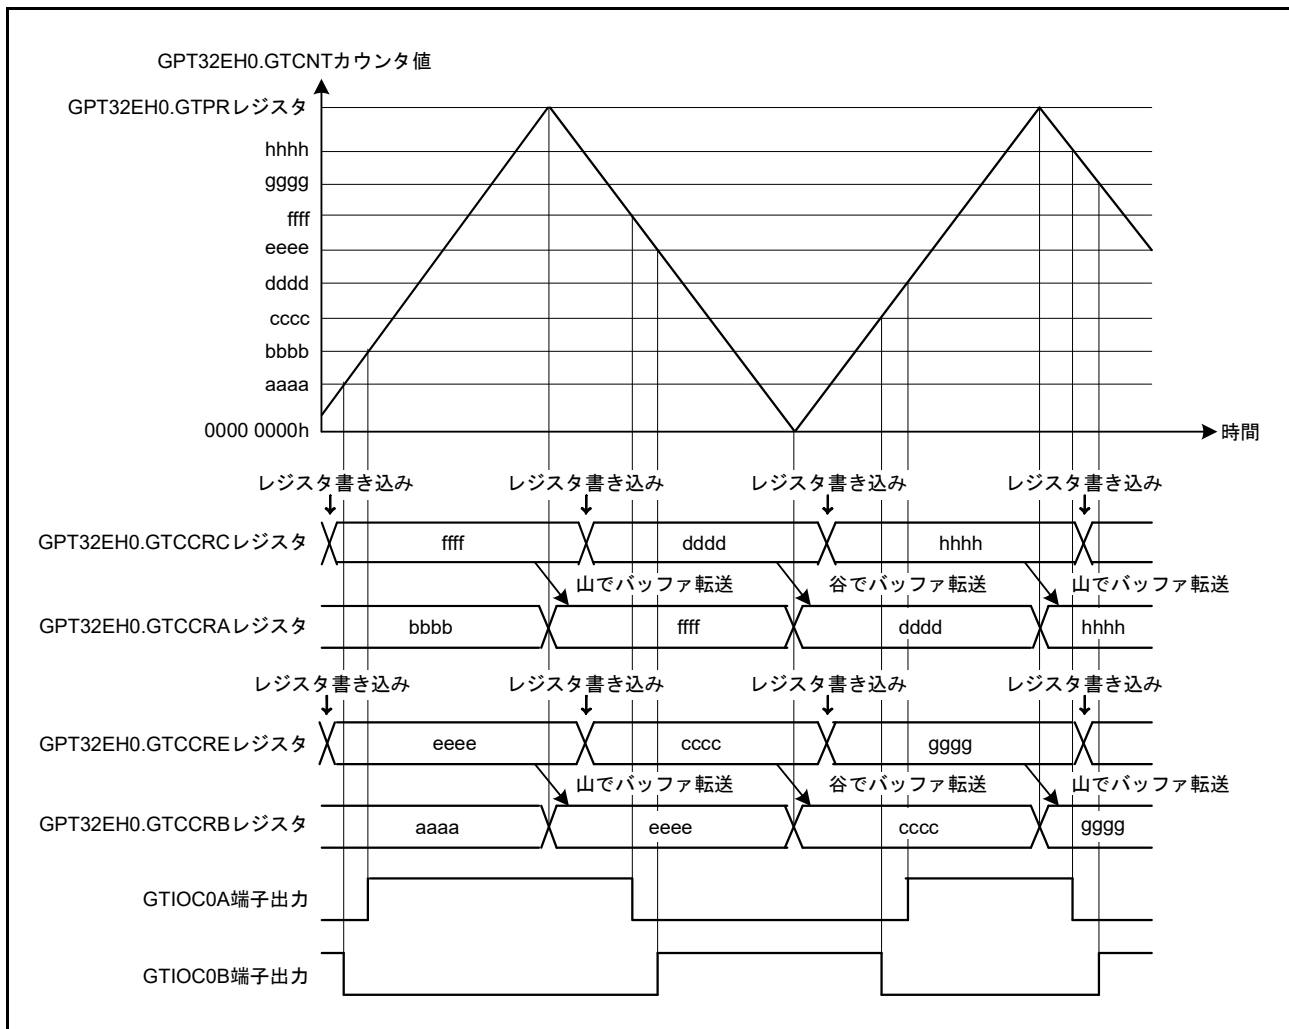 GPT32EH0.GTCNTカウンタ値
GPT32EH0.GTPRレジスタ
hhhh
gggg
ffff
eeee
dddd
cccc
bbbb
aaaa
0000 0000h
時間
レジスタ書き込み レジスタ書き込み レジスタ書き込み レジスタ書き込み
GPT32EH0.GTCCRCレジスタ ffff dddd hhhh
山でバッファ転送 谷でバッファ転送 山でバッファ転送
GPT32EH0.GTCCRAレジスタ bbbb ffff dddd hhhh
レジスタ書き込み レジスタ書き込み レジスタ書き込み レジスタ書き込み
GPT32EH0.GTCCREレジスタ eeee cccc gggg
山でバッファ転送 谷でバッファ転送 山でバッファ転送
GPT32EH0.GTCCRBレジスタ aaaa eeee cccc gggg
GTIOC0A端子出力
GTIOC0B端子出力